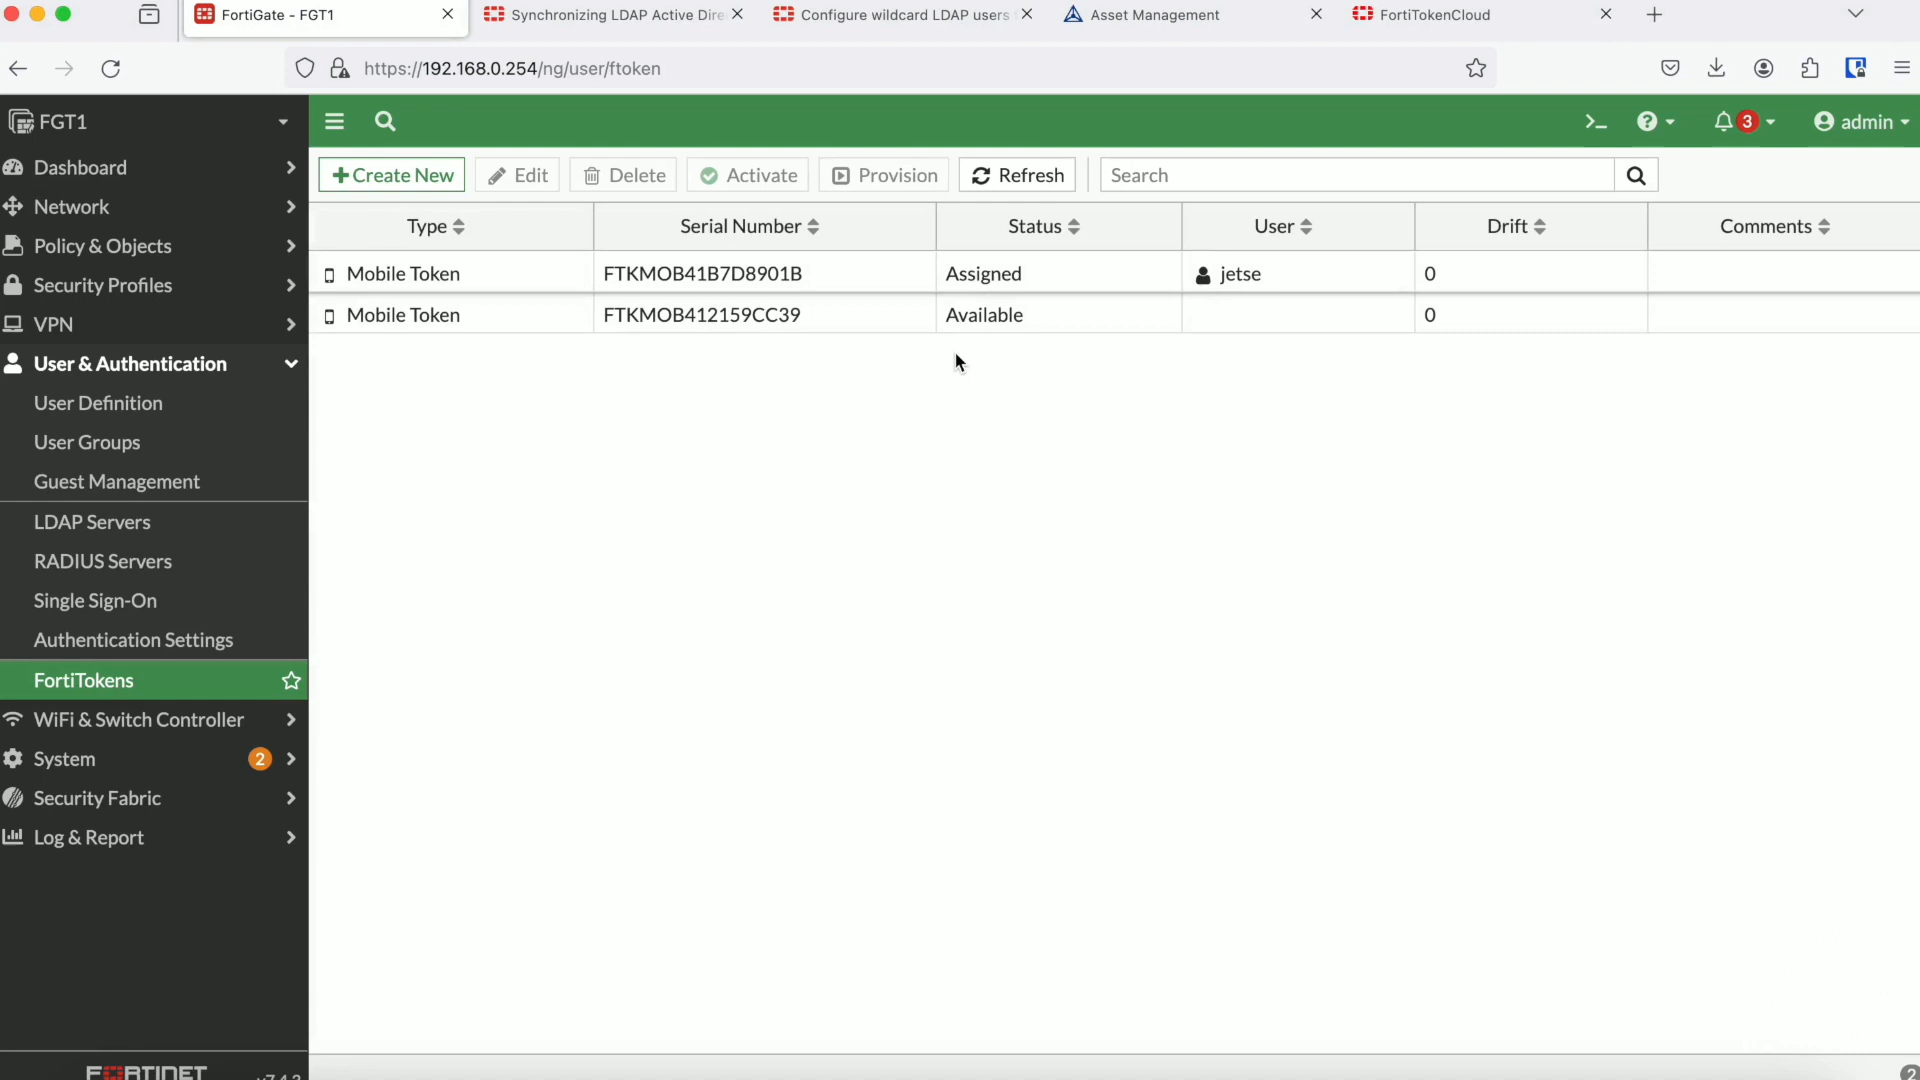 FortiGate - FGT1
Synchronizing LDAP Active Dire
Configure wildcard LDAP users
Asset Management
FortiTokenCloud
https://192.168.0.254/ng/user/ftoken
FGT1
3
admin
Dashboard
Network
Policy & Objects
Security Profiles
VPN
User & Authentication
User Definition
User Groups
Guest Management
LDAP Servers
RADIUS Servers
Single Sign-On
Authentication Settings
FortiTokens
WiFi & Switch Controller
System 2
Security Fabric
Log & Report
FORTINET
+Create New Edit Delete Activate Provision Refresh Search
Type Serial Number Status User Drift Comments
Mobile Token FTKMOB41B7D8901B Assigned jetse 0
Mobile Token FTKMOB412159CC39 Available 0
2